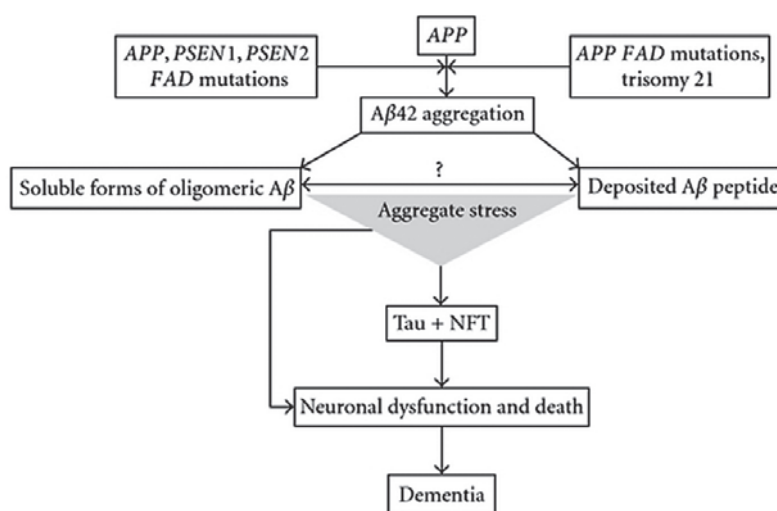 APP
APP, PSEN1, PSEN2
FAD mutations
APP FAD mutations,
trisomy 21
Aβ42 aggregation
?
Soluble forms of oligomeric Aβ
Deposited Aβ peptide
Aggregate stress
Tau + NFT
Neuronal dysfunction and death
Dementia